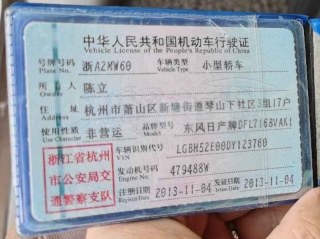 中华人民共和国机动车行驶证
Vehicle License of the People's Republic of China
号牌号码 浙A2MW60 车辆类型 小型轿车
Plate No. Vehicle Type
所有人 陈立
Owner
住址 杭州市萧山区新塘街道琴山下社区3组17户
Address
使用性质 非营运 品牌型号 东风日产牌DFL7168VAK1
Use Character Model
浙江省杭州 车辆识别代号 LGBH52E00DY123760
VIN
市公安局交 发动机号码 479488W
Engine No.
通警察支队 注册日期 2013-11-04 发证日期 2013-11-04
Register Date Issue Date